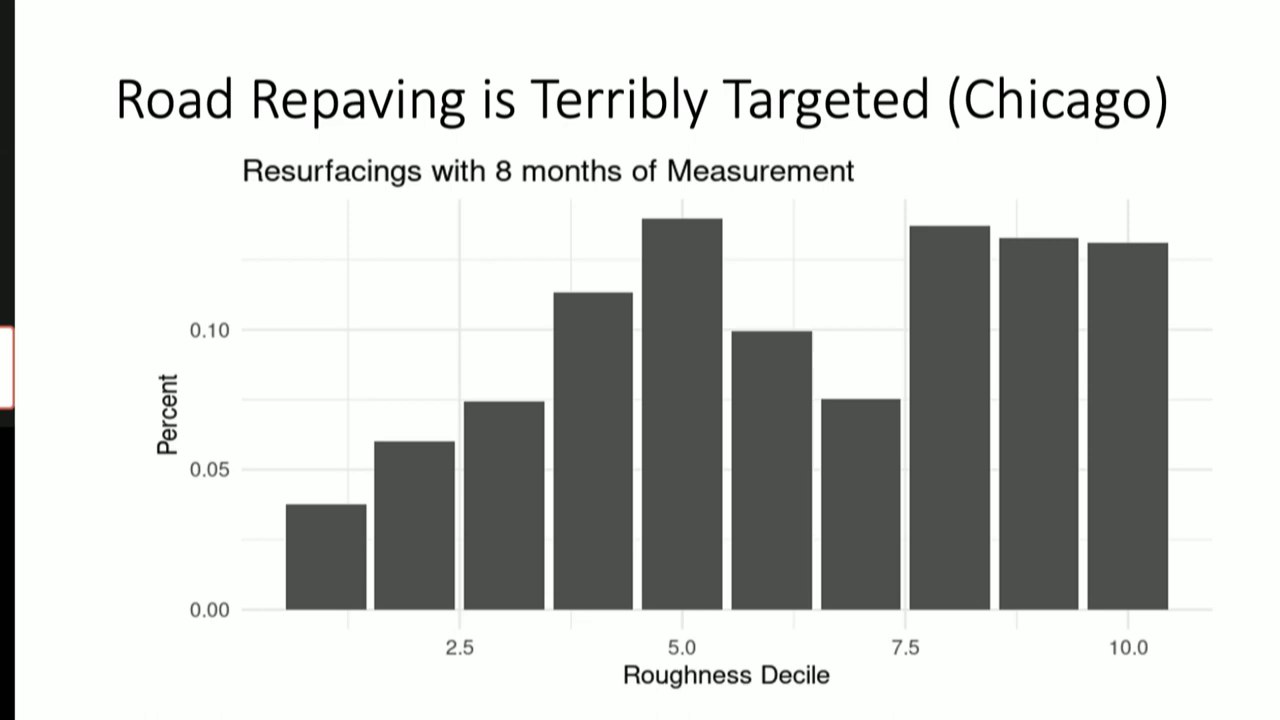 Road Repaving is Terribly Targeted (Chicago)
Resurfacings with 8 months of Measurement
0.10
0.05
0.00
Percent
2.5 5.0 7.5 10.0
Roughness Decile